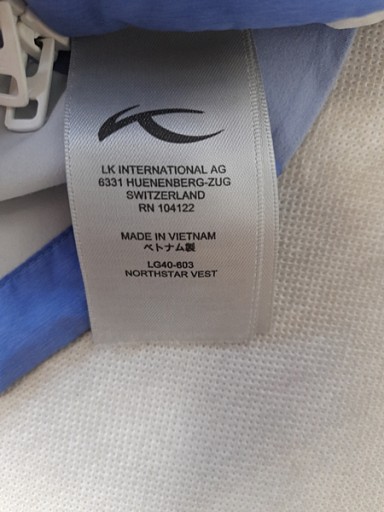 LK INTERNATIONAL AG
6331 HUENENBERG-ZUG
SWITZERLAND
RN 104122
MADE IN VIETNAM
ベトナム製
LG40-603
NORTHSTAR VEST